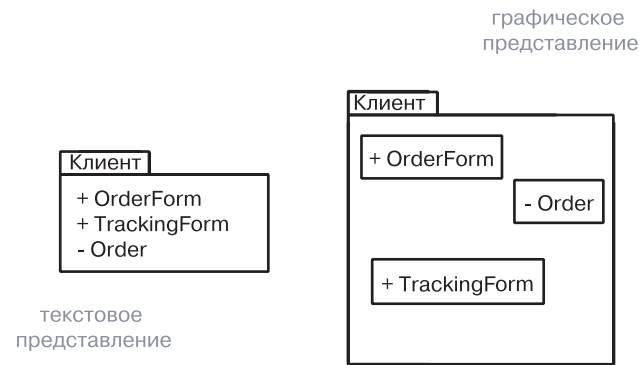 графическое
представление
Клиент
+ OrderForm
- Order
+ TrackingForm
Клиент
+ OrderForm
+ TrackingForm
- Order
текстовое
представление